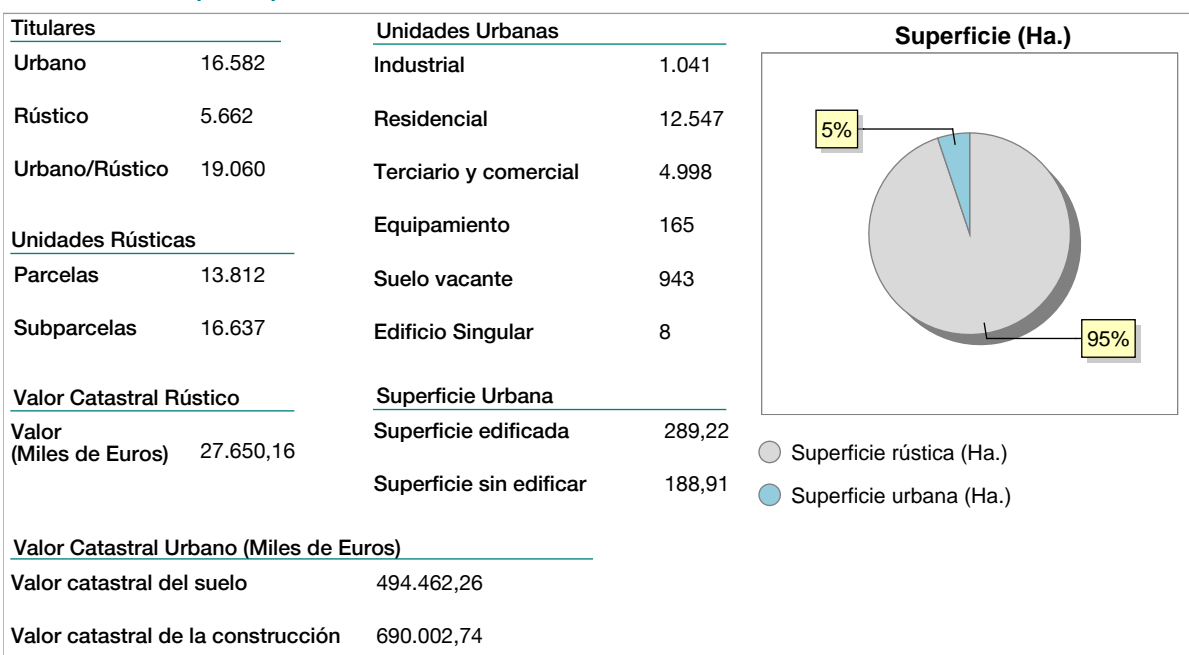 Titulares
Urbano 16.582
Rústico 5.662
Urbano/Rústico 19.060
Unidades Rústicas
Parcelas 13.812
Subparcelas 16.637
Valor Catastral Rústico
Valor
(Miles de Euros) 27.650,16
Unidades Urbanas
Industrial 1.041
Residencial 12.547
Terciario y comercial 4.998
Equipamiento 165
Suelo vacante 943
Edificio Singular 8
Superficie Urbana
Superficie edificada 289,22
Superficie sin edificar 188,91
Valor Catastral Urbano (Miles de Euros)
Valor catastral del suelo 494.462,26
Valor catastral de la construcción 690.002,74
Superficie (Ha.)
5%
95%
Superficie rústica (Ha.)
Superficie urbana (Ha.)